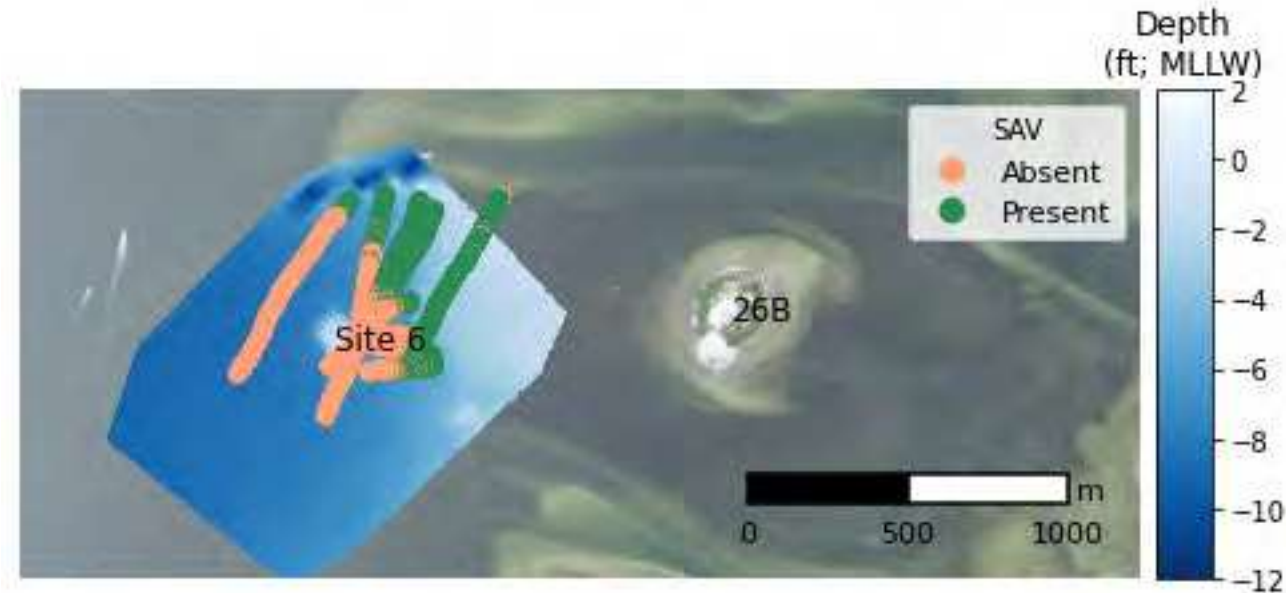 Depth
(ft; MLLW)
2
SAV
0
Absent
Present
−2
−4
26B
Site 6
−6
−8
m
−10
0 500 1000
−12